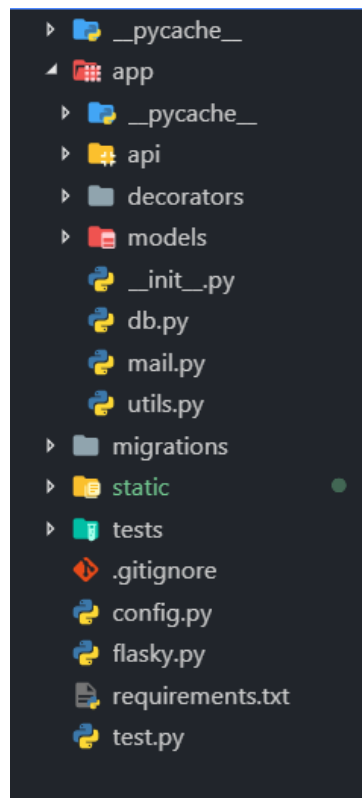 __pycache__
app
__pycache__
api
decorators
models
__init__.py
db.py
mail.py
utils.py
migrations
static
tests
.gitignore
config.py
flasky.py
requirements.txt
test.py